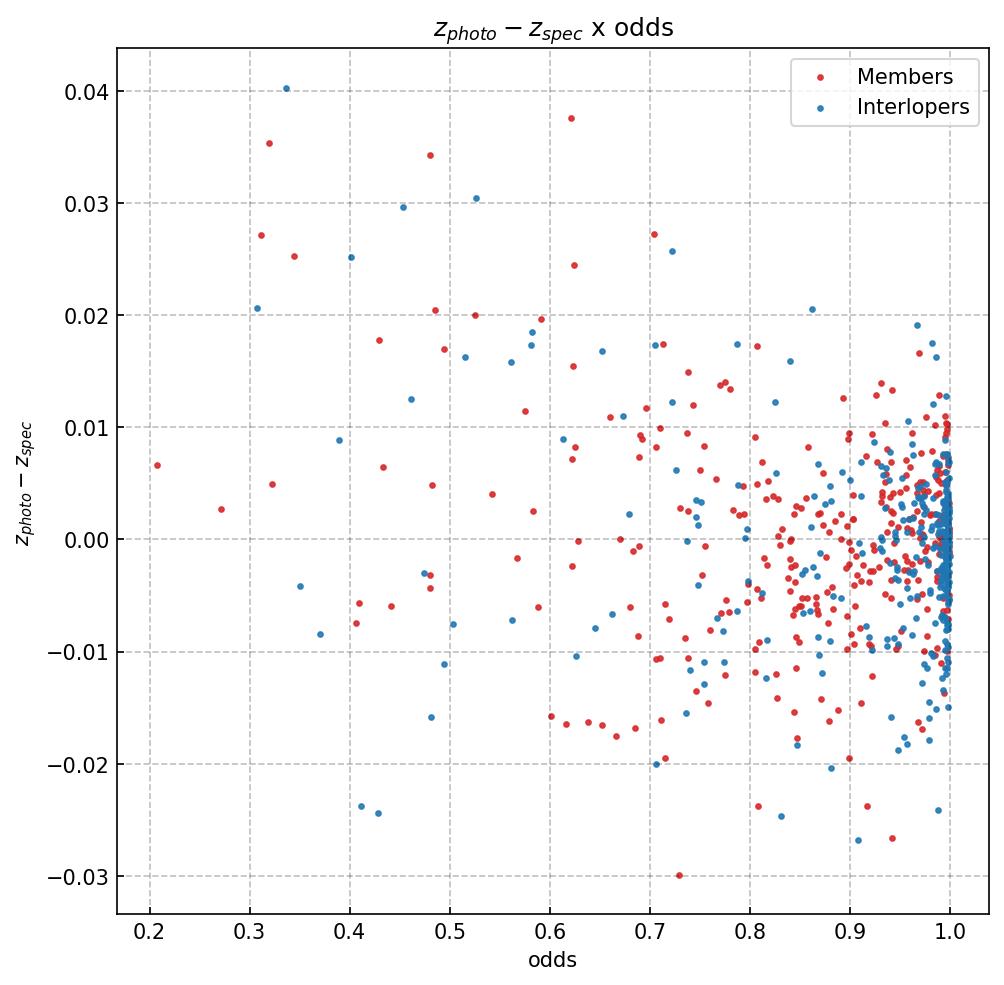 z_photo − z_spec x odds
Members
Interlopers
0.04
0.03
0.02
0.01
0.00
−0.01
−0.02
−0.03
z_photo − z_spec
0.2 0.3 0.4 0.5 0.6 0.7 0.8 0.9 1.0
odds